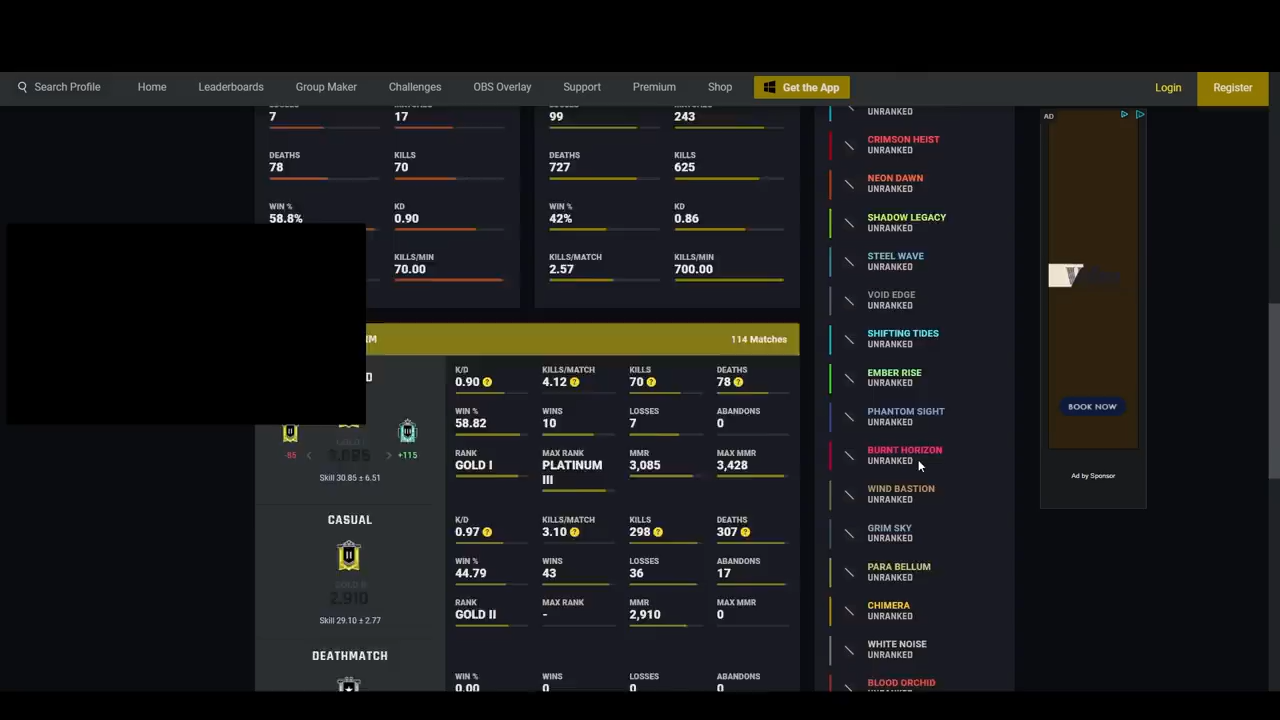 Search Profile
Home
Leaderboards
Group Maker
Challenges
OBS Overlay
Support
Premium
Shop
Get the App
Login
Register
7
17
DEATHS
78
KILLS
70
WIN %
58.8%
KD
0.90
KILLS/MIN
70.00
99
243
DEATHS
727
KILLS
625
WIN %
42%
KD
0.86
KILLS/MATCH
2.57
KILLS/MIN
700.00
114 Matches
-85
+115
Skill 30.85 ± 6.51
K/D
0.90
KILLS/MATCH
4.12
KILLS
70
DEATHS
78
WIN %
58.82
WINS
10
LOSSES
7
ABANDONS
0
RANK
GOLD I
MAX RANK
PLATINUM
III
MMR
3,085
MAX MMR
3,428
CASUAL
GOLD II
2,910
Skill 29.10 ± 2.77
K/D
0.97
KILLS/MATCH
3.10
KILLS
298
DEATHS
307
WIN %
44.79
WINS
43
LOSSES
36
ABANDONS
17
RANK
GOLD II
MAX RANK
-
MMR
2,910
MAX MMR
0
DEATHMATCH
WIN %
0.00
WINS
0
LOSSES
0
ABANDONS
0
UNRANKED
CRIMSON HEIST
UNRANKED
NEON DAWN
UNRANKED
SHADOW LEGACY
UNRANKED
STEEL WAVE
UNRANKED
VOID EDGE
UNRANKED
SHIFTING TIDES
UNRANKED
EMBER RISE
UNRANKED
PHANTOM SIGHT
UNRANKED
BURNT HORIZON
UNRANKED
WIND BASTION
UNRANKED
GRIM SKY
UNRANKED
PARA BELLUM
UNRANKED
CHIMERA
UNRANKED
WHITE NOISE
UNRANKED
BLOOD ORCHID
UNRANKED
AD
BOOK NOW
Ad by Sponsor